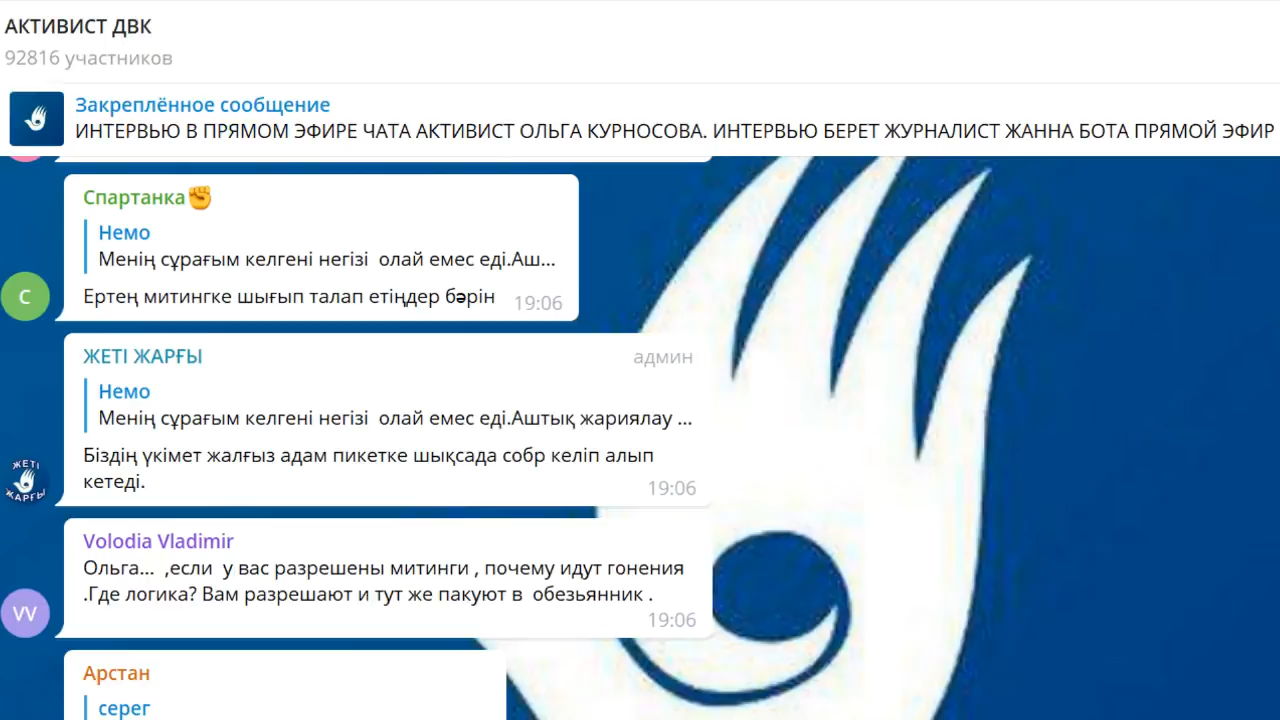 АКТИВИСТ ДВК
92816 участников
Закреплённое сообщение
ИНТЕРВЬЮ В ПРЯМОМ ЭФИРЕ ЧАТА АКТИВИСТ ОЛЬГА КУРНОСОВА. ИНТЕРВЬЮ БЕРЕТ ЖУРНАЛИСТ ЖАННА БОТА ПРЯМОЙ ЭФИР
Спартанка✊
Немо
Менің сұрағым келгені негізі олай емес еді.Аш...
С
Ертең митингке шығып талап етіңдер бәрін 19:06
ЖЕТІ ЖАРҒЫ админ
Немо
Менің сұрағым келгені негізі олай емес еді.Аштық жариялау ...
Біздің үкімет жалғыз адам пикетке шықсада собр келіп алып
кетеді.
ЖЕТІ
ЖАРҒЫ
19:06
Volodia Vladimir
Ольга... ,если у вас разрешены митинги , почему идут гонения
.Где логика? Вам разрешают и тут же пакуют в обезьянник .
VV
19:06
Арстан
серег